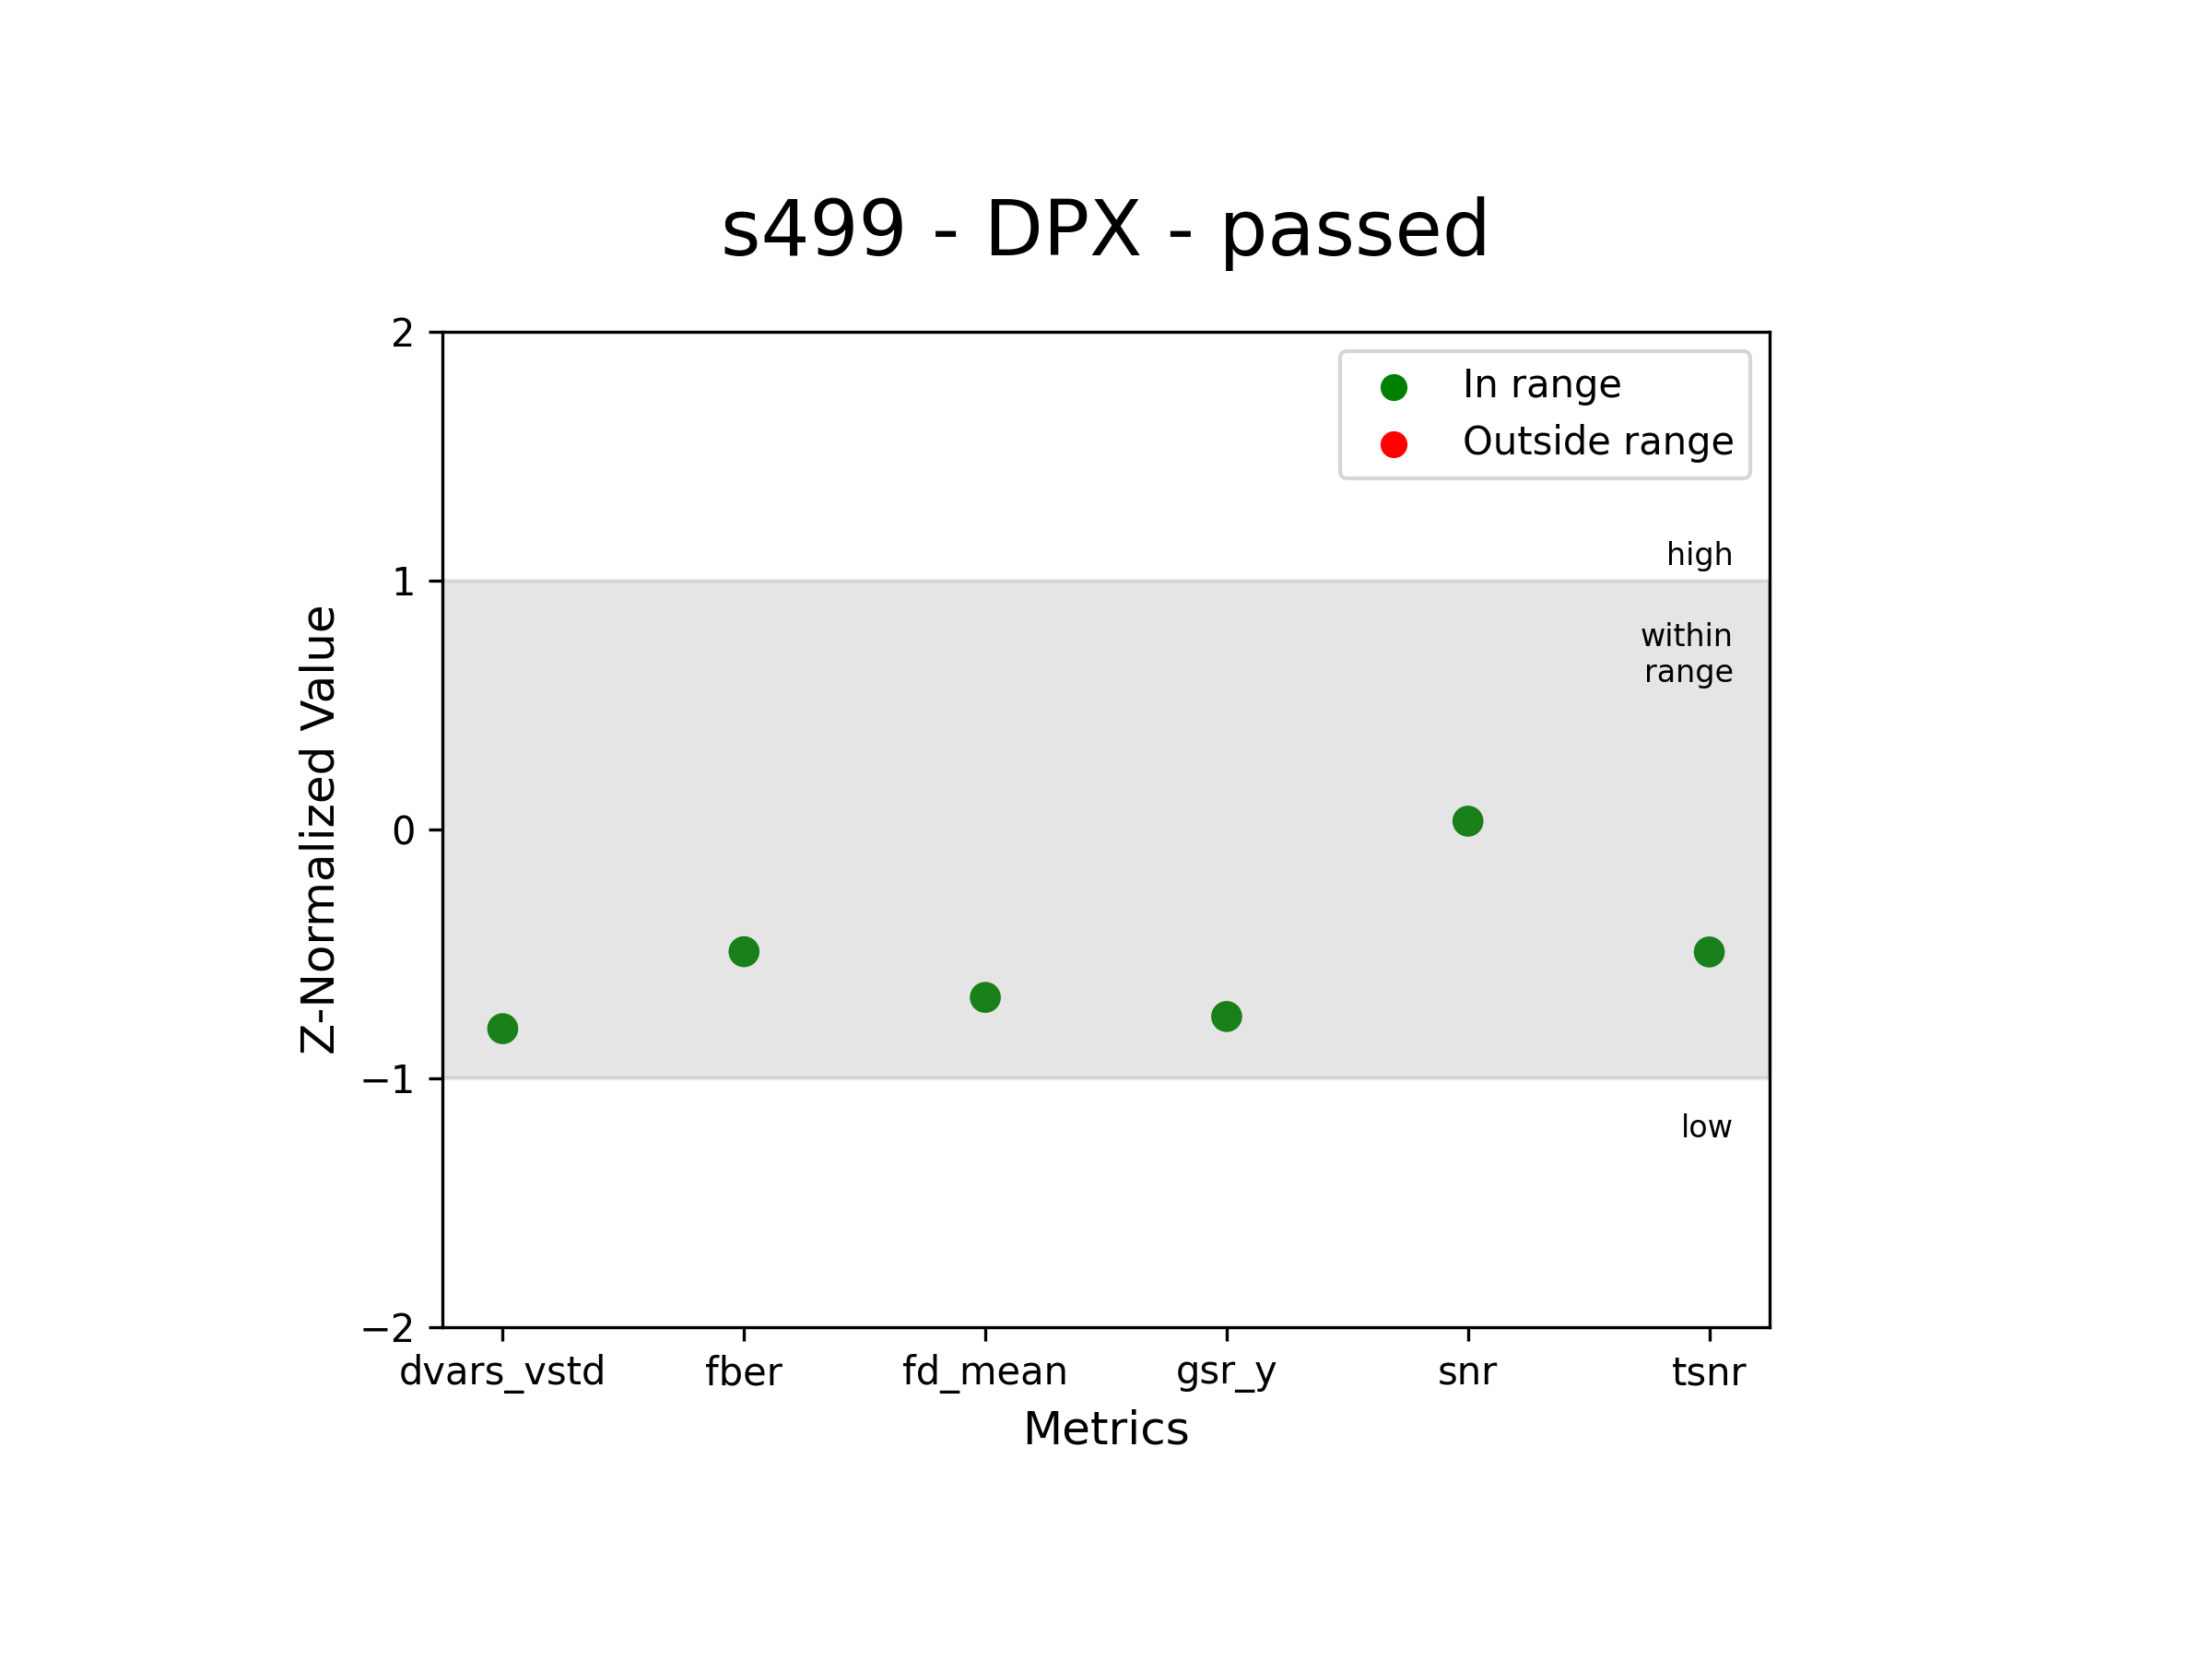 s499 - DPX - passed
2
1
0
−1
−2
Z-Normalized Value
In range
Outside range
high
within
range
low
dvars_vstd
fber
fd_mean
gsr_y
snr
tsnr
Metrics